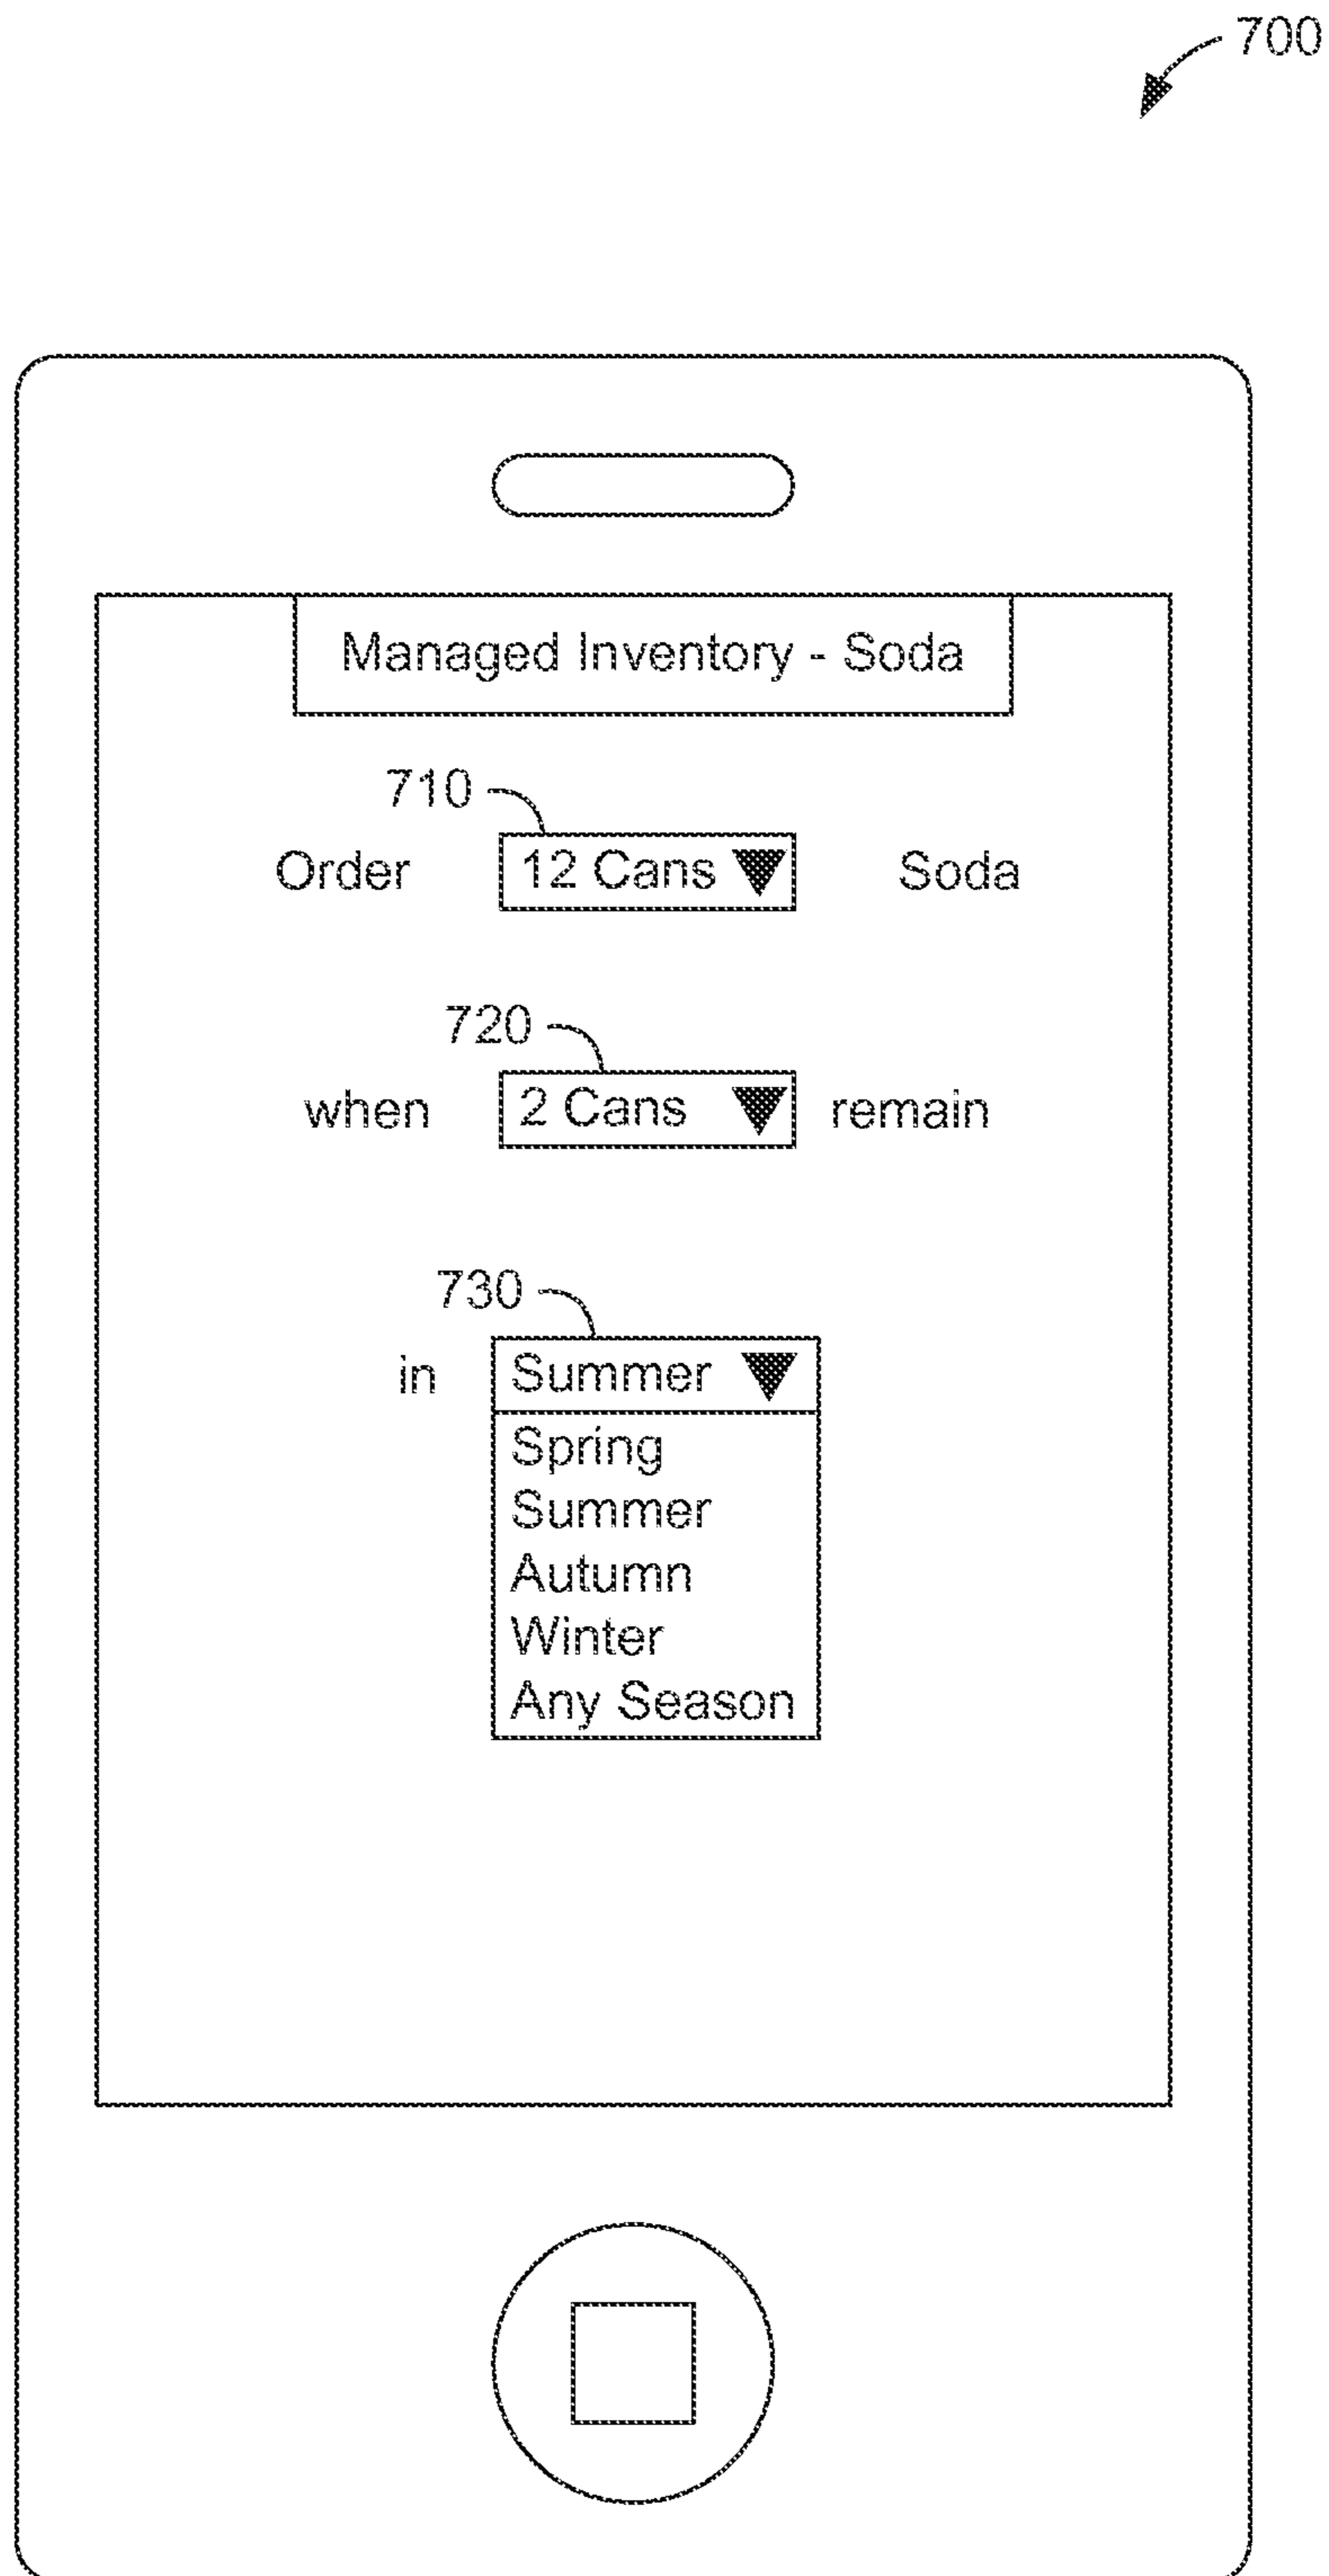 700
Managed Inventory - Soda
710
Order 12 Cans Soda
720
when 2 Cans remain
730
in Summer
Spring
Summer
Autumn
Winter
Any Season